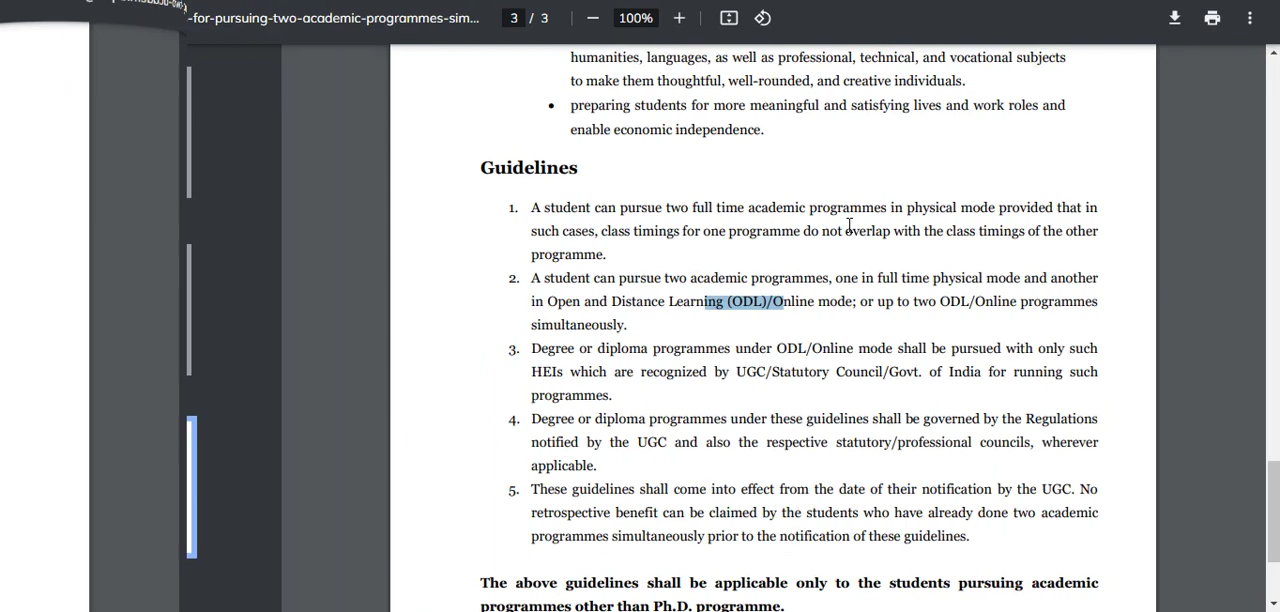 -for-pursuing-two-academic-programmes-sim... 3 / 3 100%
humanities, languages, as well as professional, technical, and vocational subjects
to make them thoughtful, well-rounded, and creative individuals.
• preparing students for more meaningful and satisfying lives and work roles and
enable economic independence.
Guidelines
1. A student can pursue two full time academic programmes in physical mode provided that in
such cases, class timings for one programme do not overlap with the class timings of the other
programme.
2. A student can pursue two academic programmes, one in full time physical mode and another
in Open and Distance Learning (ODL)/Online mode; or up to two ODL/Online programmes
simultaneously.
3. Degree or diploma programmes under ODL/Online mode shall be pursued with only such
HEIs which are recognized by UGC/Statutory Council/Govt. of India for running such
programmes.
4. Degree or diploma programmes under these guidelines shall be governed by the Regulations
notified by the UGC and also the respective statutory/professional councils, wherever
applicable.
5. These guidelines shall come into effect from the date of their notification by the UGC. No
retrospective benefit can be claimed by the students who have already done two academic
programmes simultaneously prior to the notification of these guidelines.
The above guidelines shall be applicable only to the students pursuing academic
programmes other than Ph.D. programme.